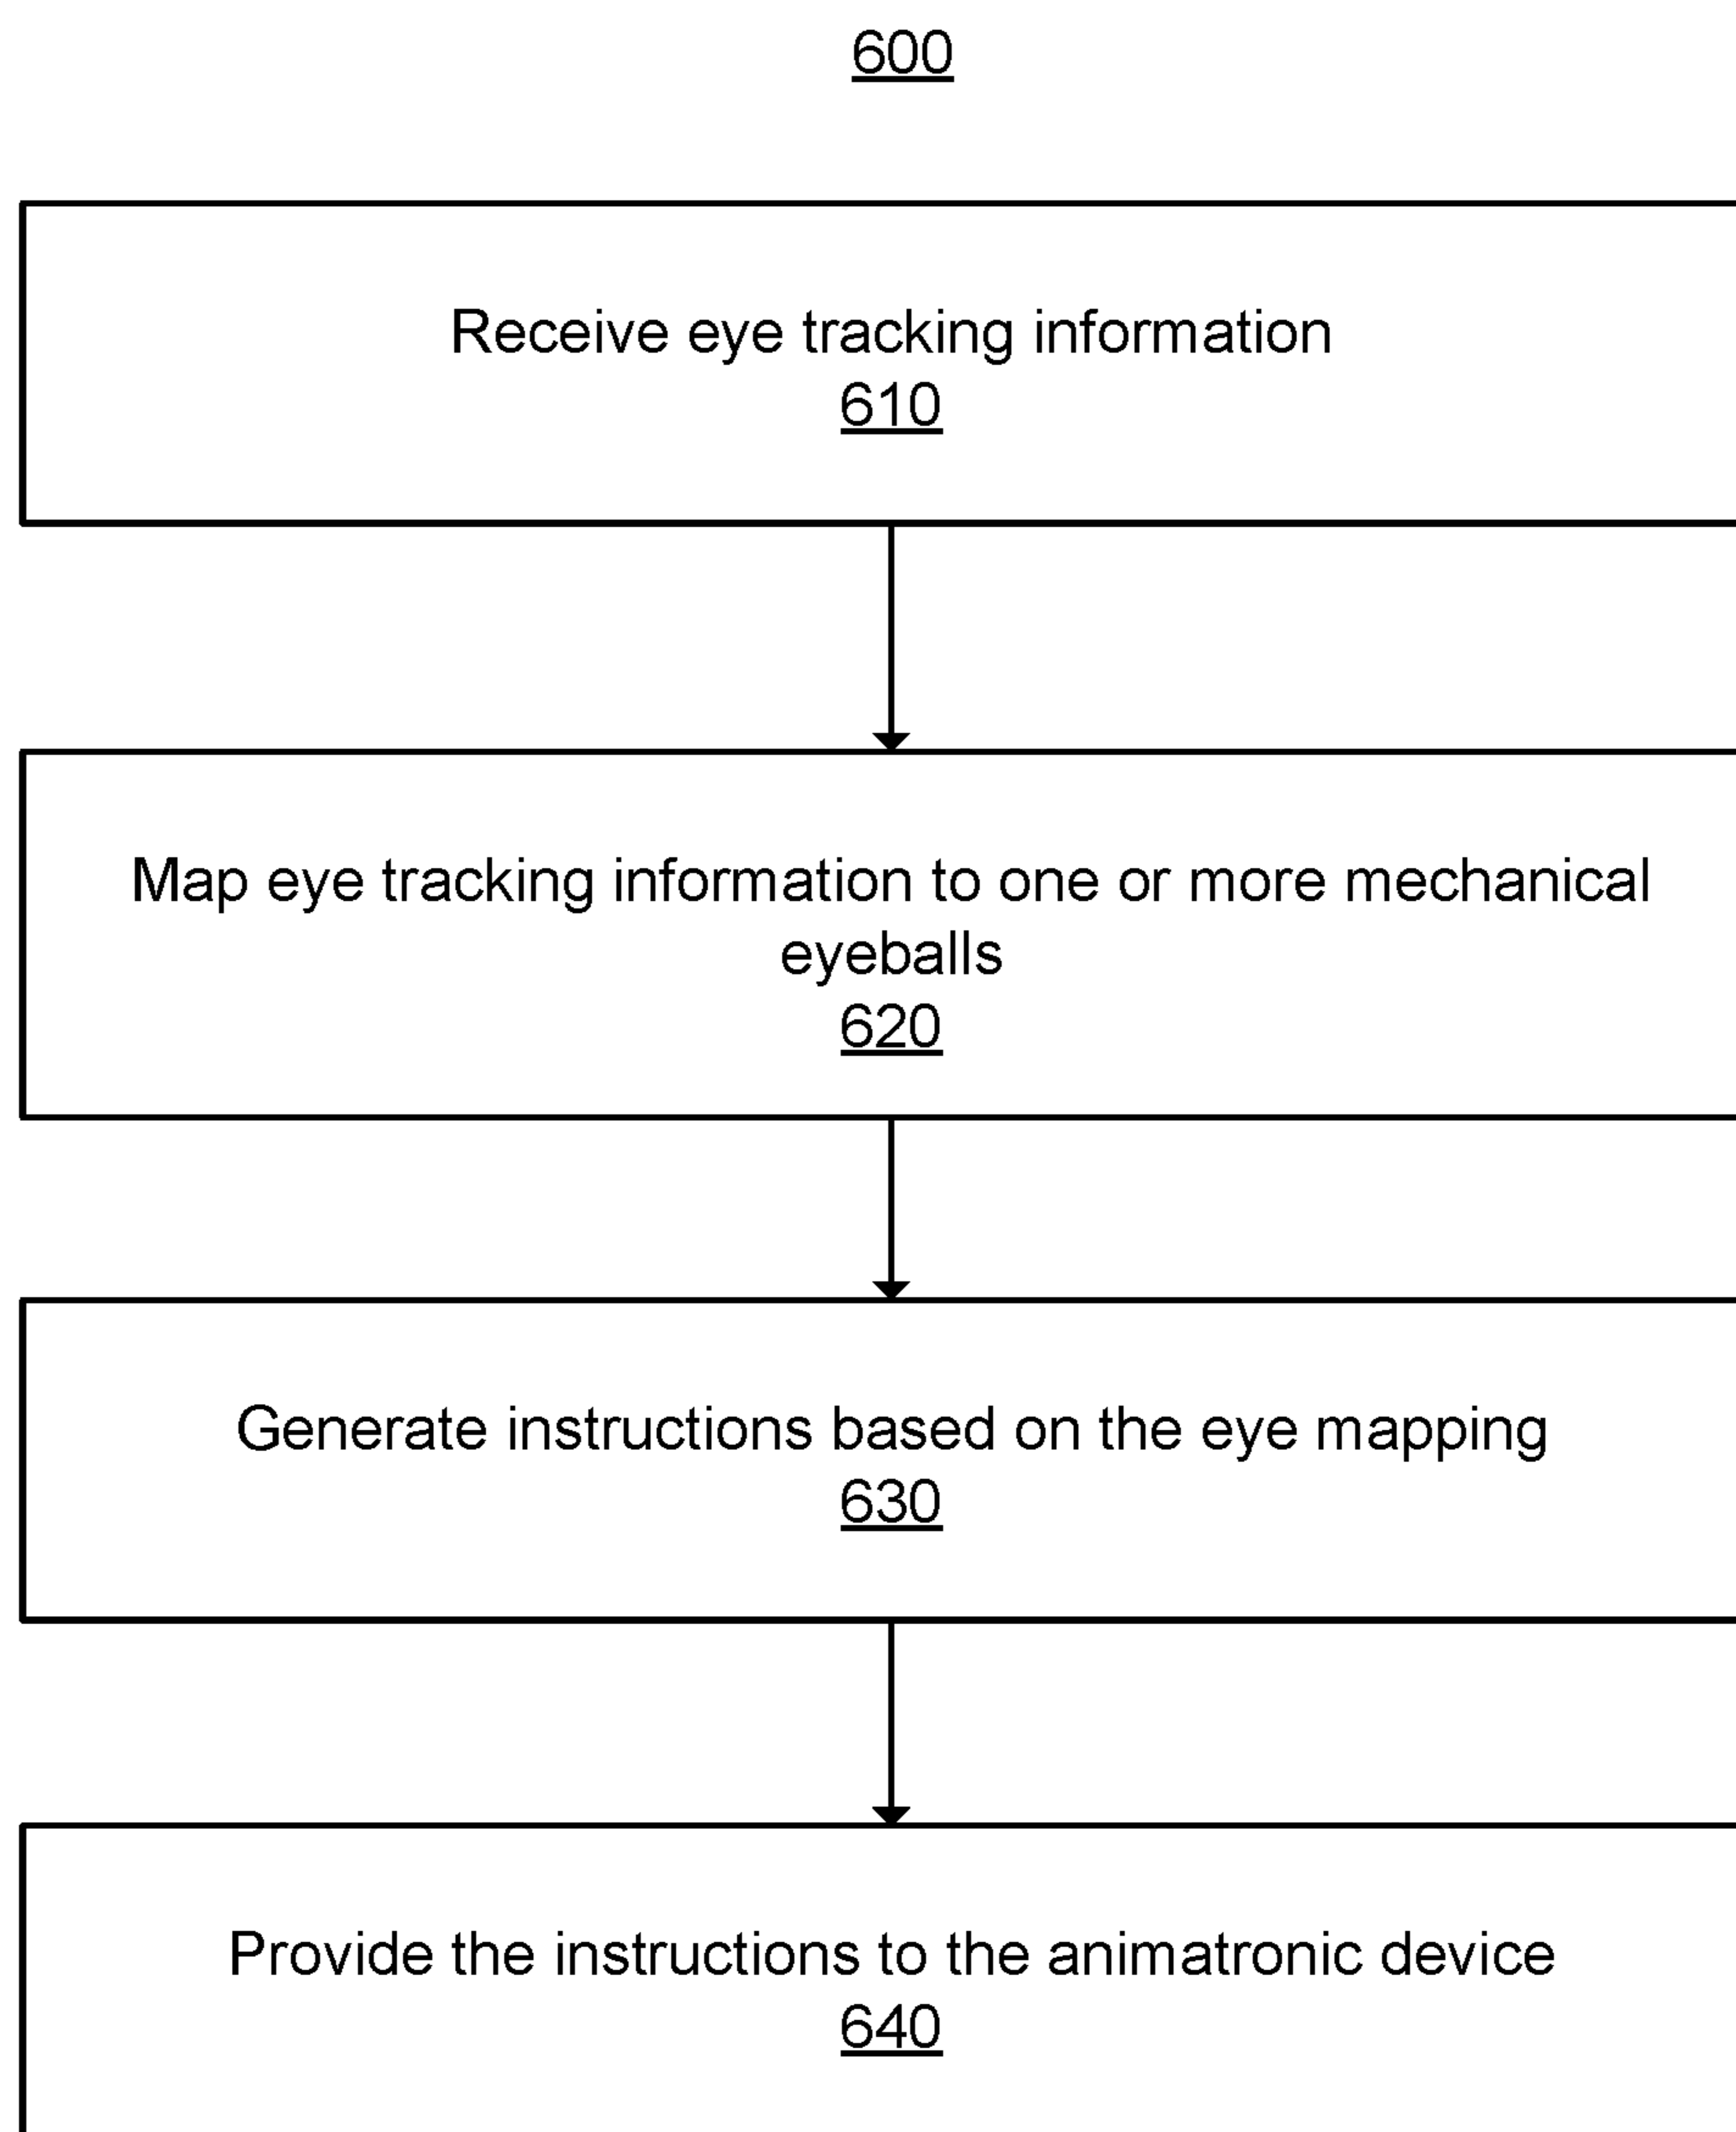 600
Receive eye tracking information
610
Map eye tracking information to one or more mechanical
eyeballs
620
Generate instructions based on the eye mapping
630
Provide the instructions to the animatronic device
640